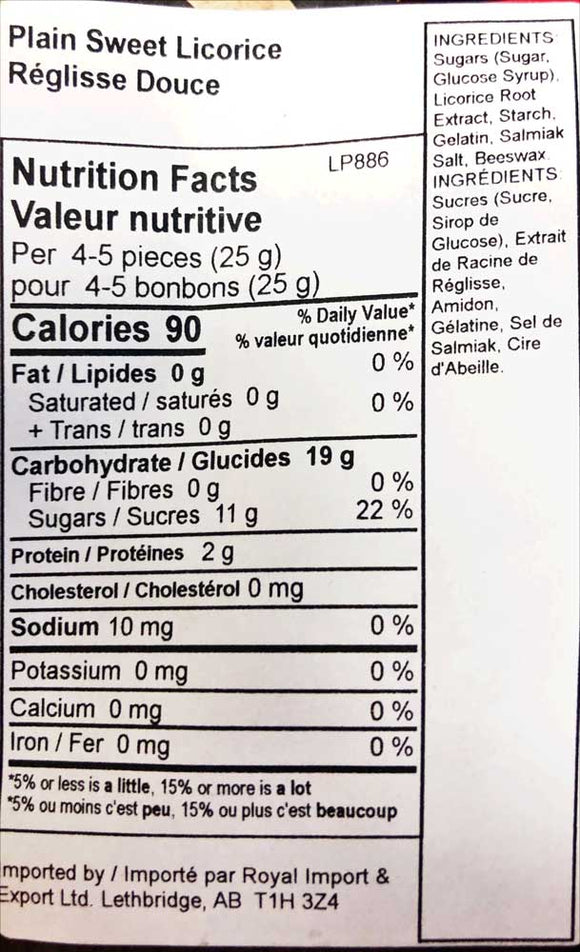 Plain Sweet Licorice
Réglisse Douce
LP886
Nutrition Facts
Valeur nutritive
Per 4-5 pieces (25 g)
pour 4-5 bonbons (25 g)
Calories 90
% Daily Value*
% valeur quotidienne*
Fat / Lipides 0 g 0 %
Saturated / saturés 0 g 0 %
+ Trans / trans 0 g
Carbohydrate / Glucides 19 g
Fibre / Fibres 0 g 0 %
Sugars / Sucres 11 g 22 %
Protein / Protéines 2 g
Cholesterol / Cholestérol 0 mg
Sodium 10 mg 0 %
Potassium 0 mg 0 %
Calcium 0 mg 0 %
Iron / Fer 0 mg 0 %
*5% or less is a little, 15% or more is a lot
*5% ou moins c'est peu, 15% ou plus c'est beaucoup
mported by / Importé par Royal Import &
Export Ltd. Lethbridge, AB T1H 3Z4
INGREDIENTS:
Sugars (Sugar,
Glucose Syrup),
Licorice Root
Extract, Starch,
Gelatin, Salmiak
Salt, Beeswax.
INGRÉDIENTS:
Sucres (Sucre,
Sirop de
Glucose), Extrait
de Racine de
Réglisse,
Amidon,
Gélatine, Sel de
Salmiak, Cire
d'Abeille.